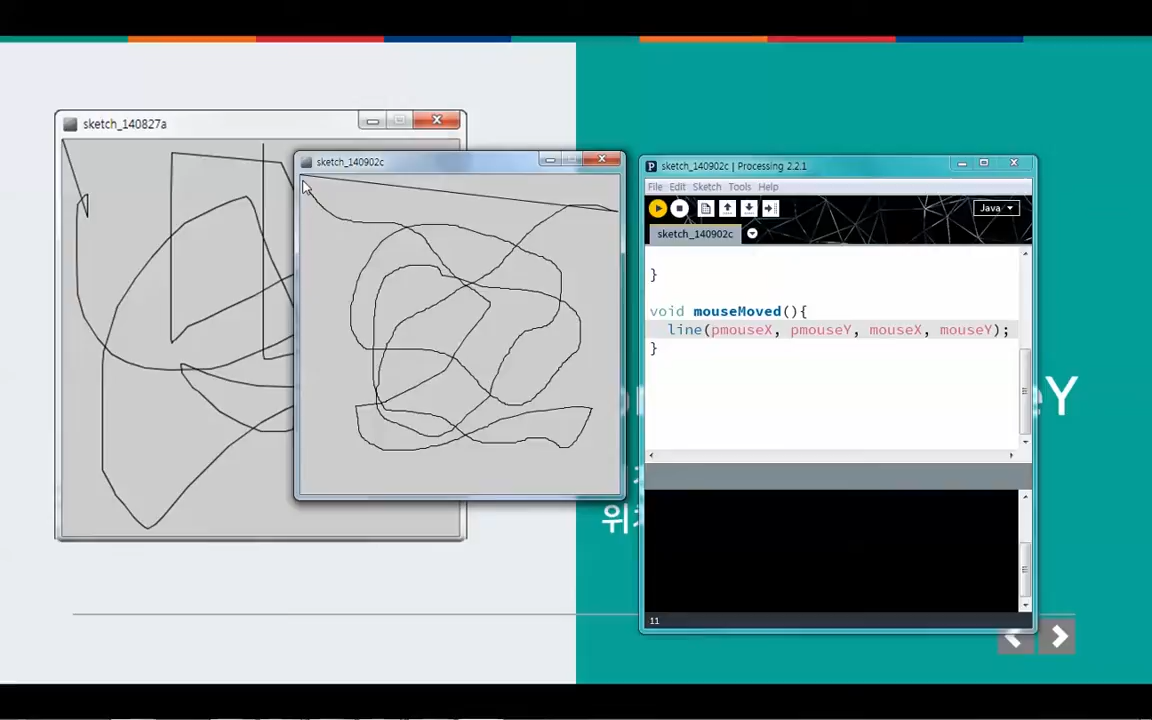 sketch_140827a
sketch_140902c
sketch_140902c | Processing 2.2.1
File Edit Sketch Tools Help
Java
sketch_140902c
}
void mouseMoved(){
line(pmouseX, pmouseY, mouseX, mouseY);
}
eY
11